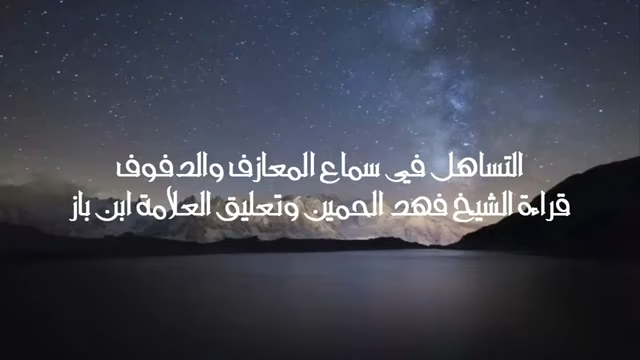 التساهل في سماع المعازف والدفوف
قراءة الشيخ فهد الحمين وتعليق العلامة ابن باز